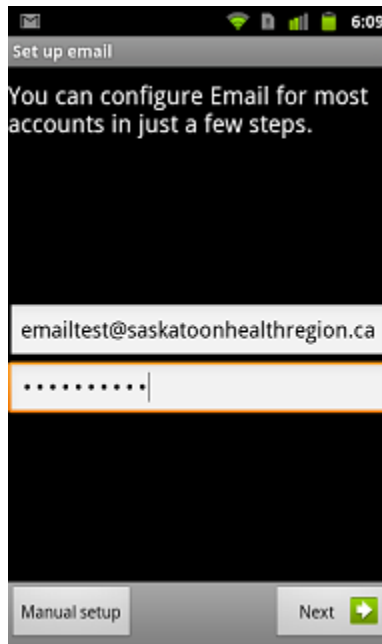 6:09
Set up email
You can configure Email for most
accounts in just a few steps.
emailtest@saskatoonhealthregion.ca
••••••••••
Manual setup
Next